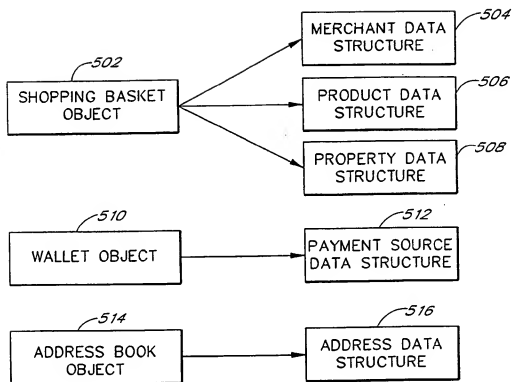 502
SHOPPING BASKET
OBJECT
504
MERCHANT DATA
STRUCTURE
506
PRODUCT DATA
STRUCTURE
508
PROPERTY DATA
STRUCTURE
510
WALLET OBJECT
512
PAYMENT SOURCE
DATA STRUCTURE
514
ADDRESS BOOK
OBJECT
516
ADDRESS DATA
STRUCTURE